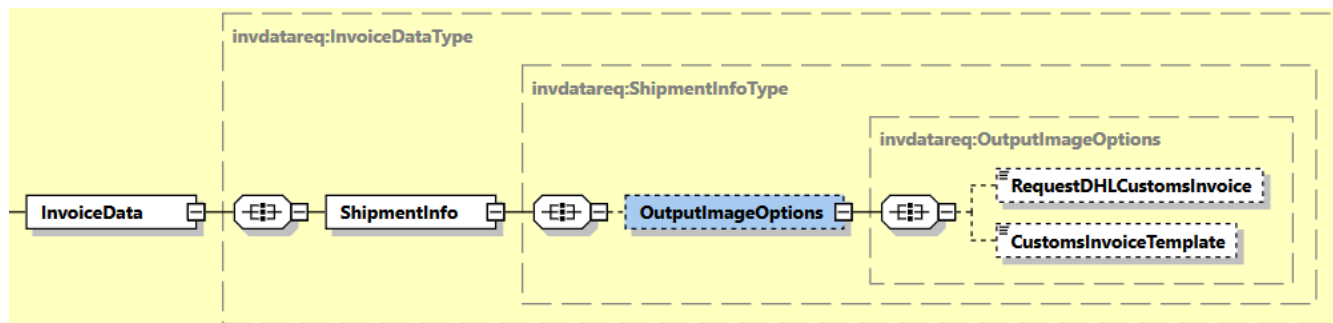 invdatareq:InvoiceDataType
invdatareq:ShipmentInfoType
invdatareq:OutputImageOptions
RequestDHLCustomsInvoice
InvoiceData
ShipmentInfo
OutputImageOptions
CustomsInvoiceTemplate